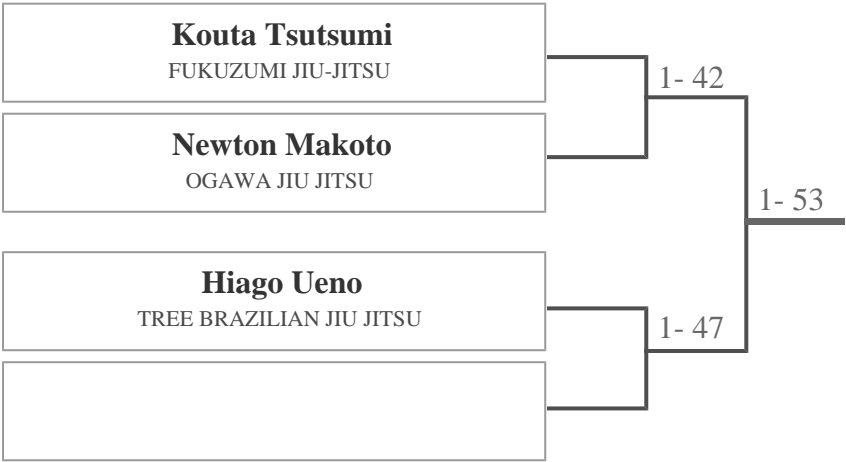 Kouta Tsutsumi
FUKUZUMI JIU-JITSU
1- 42
Newton Makoto
OGAWA JIU JITSU
1- 53
Hiago Ueno
TREE BRAZILIAN JIU JITSU
1- 47